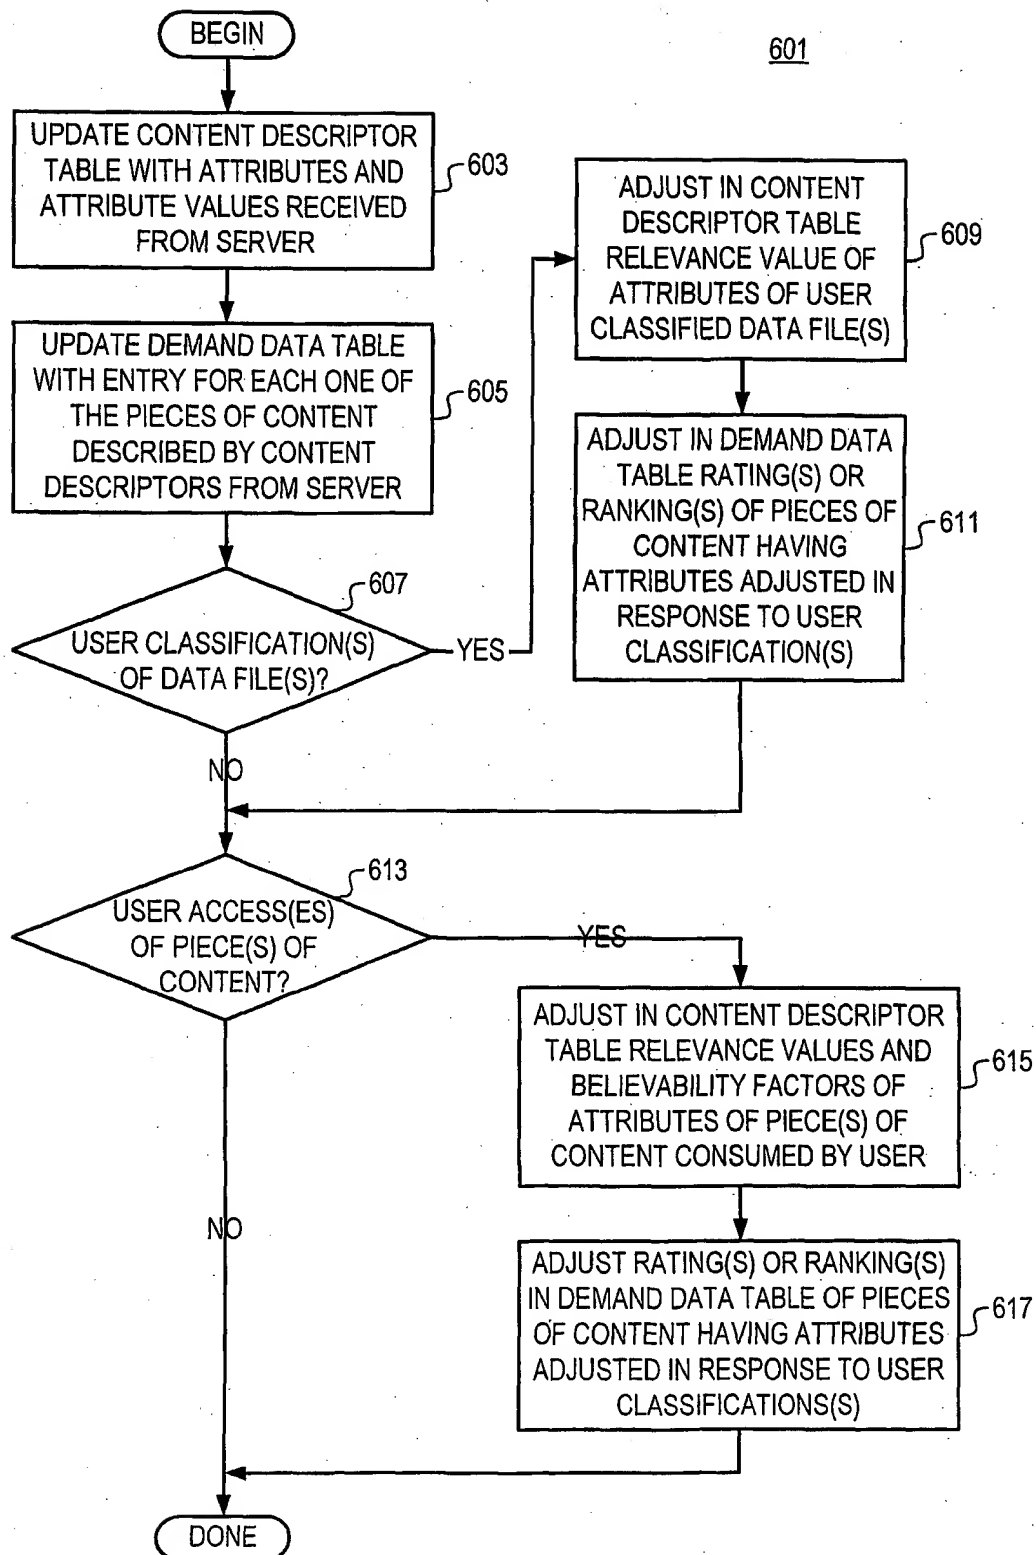 BEGIN
601
UPDATE CONTENT DESCRIPTOR
TABLE WITH ATTRIBUTES AND
ATTRIBUTE VALUES RECEIVED
FROM SERVER
603
UPDATE DEMAND DATA TABLE
WITH ENTRY FOR EACH ONE OF
THE PIECES OF CONTENT
DESCRIBED BY CONTENT
DESCRIPTORS FROM SERVER
605
607
USER CLASSIFICATION(S)
OF DATA FILE(S)?
YES
NO
ADJUST IN CONTENT
DESCRIPTOR TABLE
RELEVANCE VALUE OF
ATTRIBUTES OF USER
CLASSIFIED DATA FILE(S)
609
ADJUST IN DEMAND DATA
TABLE RATING(S) OR
RANKING(S) OF PIECES OF
CONTENT HAVING
ATTRIBUTES ADJUSTED IN
RESPONSE TO USER
CLASSIFICATION(S)
611
613
USER ACCESS(ES)
OF PIECE(S) OF
CONTENT?
YES
NO
ADJUST IN CONTENT DESCRIPTOR
TABLE RELEVANCE VALUES AND
BELIEVABILITY FACTORS OF
ATTRIBUTES OF PIECE(S) OF
CONTENT CONSUMED BY USER
615
ADJUST RATING(S) OR RANKING(S)
IN DEMAND DATA TABLE OF PIECES
OF CONTENT HAVING ATTRIBUTES
ADJUSTED IN RESPONSE TO USER
CLASSIFICATIONS(S)
617
DONE